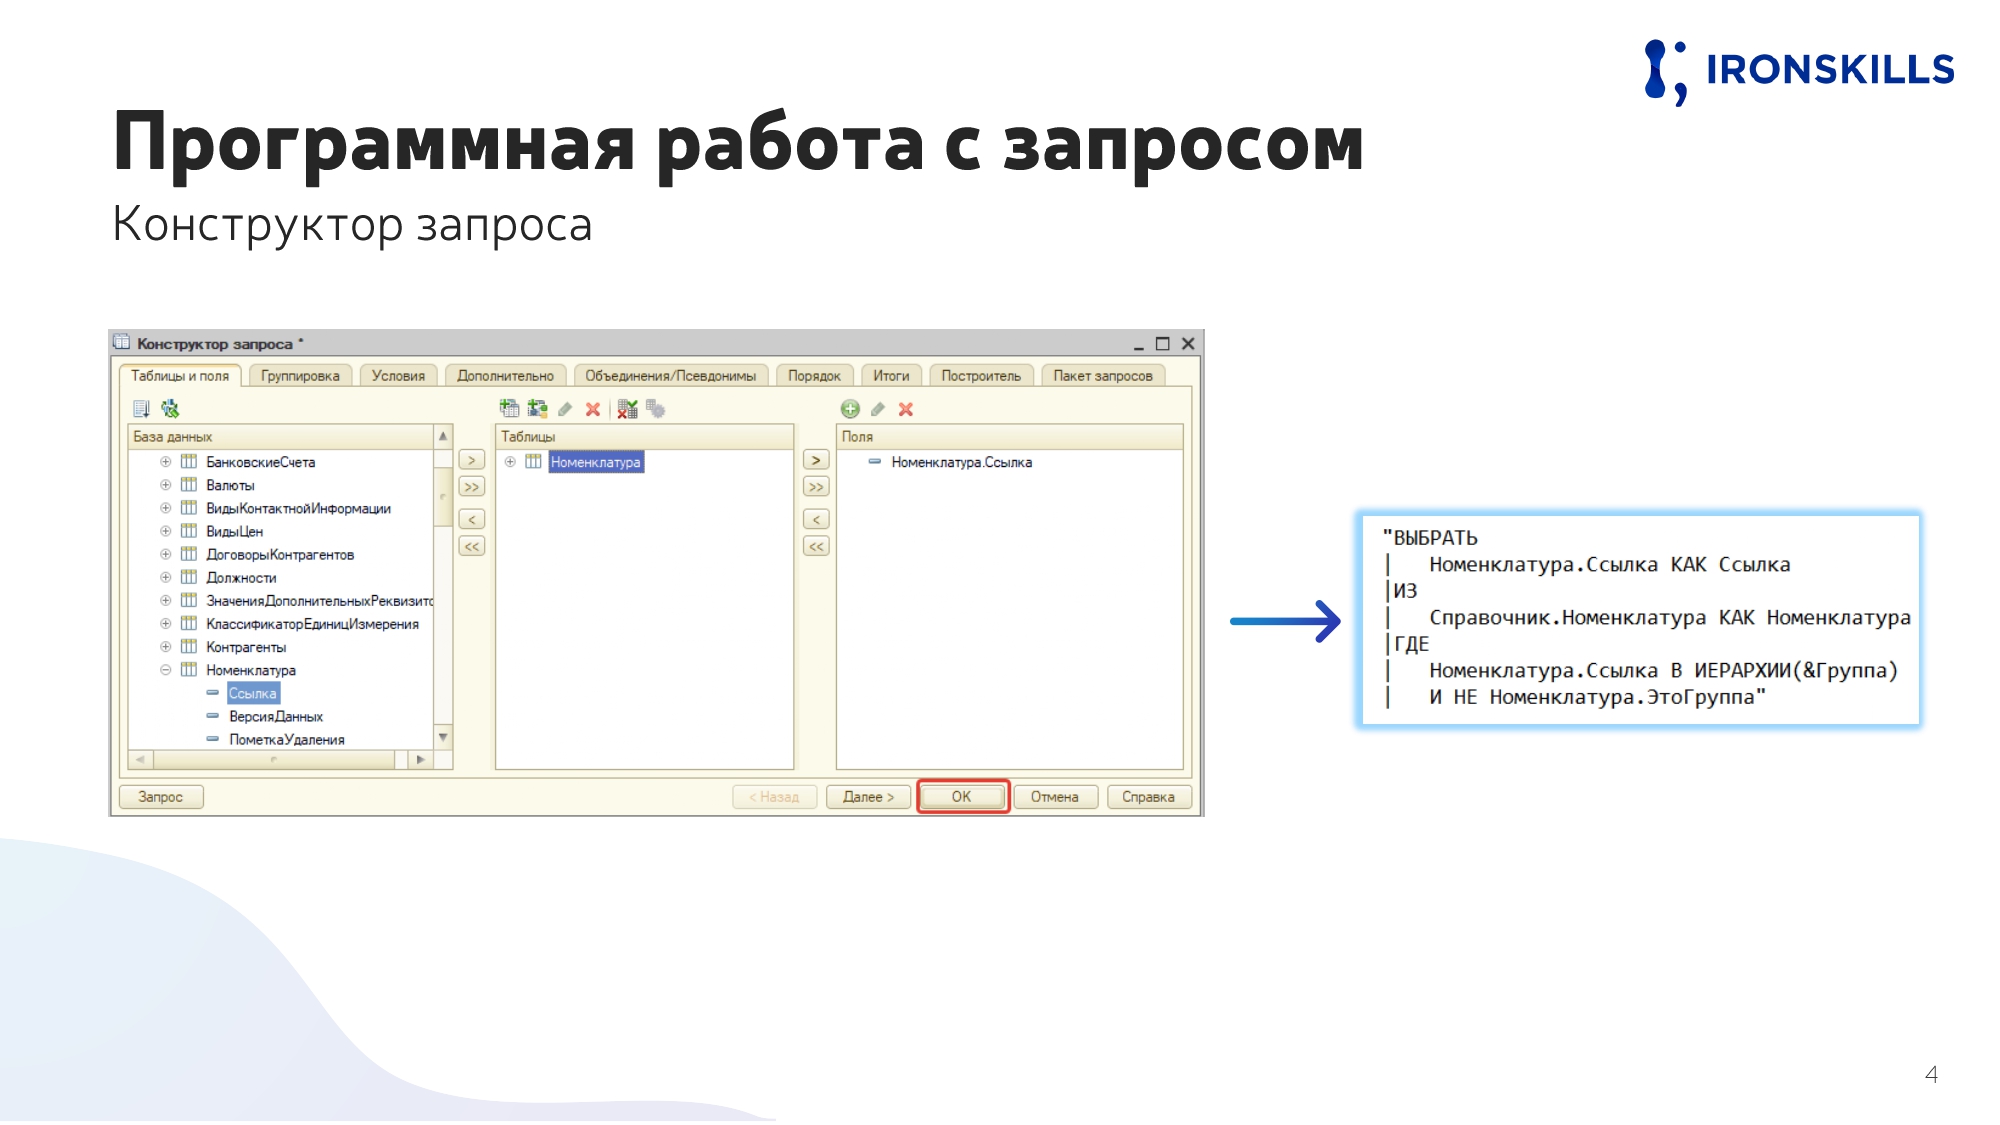 IRONSKILLS
Программная работа с запросом
Конструктор запроса
Конструктор запроса *
Таблицы и поля Группировка Условия Дополнительно Объединения/Псевдонимы Порядок Итоги Построитель Пакет запросов
База данных
БанковскиеСчета
Валюты
ВидыКонтактнойИнформации
ВидыЦен
ДоговорыКонтрагентов
Должности
ЗначенияДополнительныхРеквизито
КлассификаторЕдиницИзмерения
Контрагенты
Номенклатура
Ссылка
ВерсияДанных
ПометкаУдаления
>
>>
<
<<
Таблицы
Номенклатура
>
>>
<
<<
Поля
Номенклатура.Ссылка
Запрос < Назад Далее > OK Отмена Справка
"ВЫБРАТЬ
| Номенклатура.Ссылка КАК Ссылка
|ИЗ
| Справочник.Номенклатура КАК Номенклатура
|ГДЕ
| Номенклатура.Ссылка В ИЕРАРХИИ(&Группа)
| И НЕ Номенклатура.ЭтоГруппа"
4